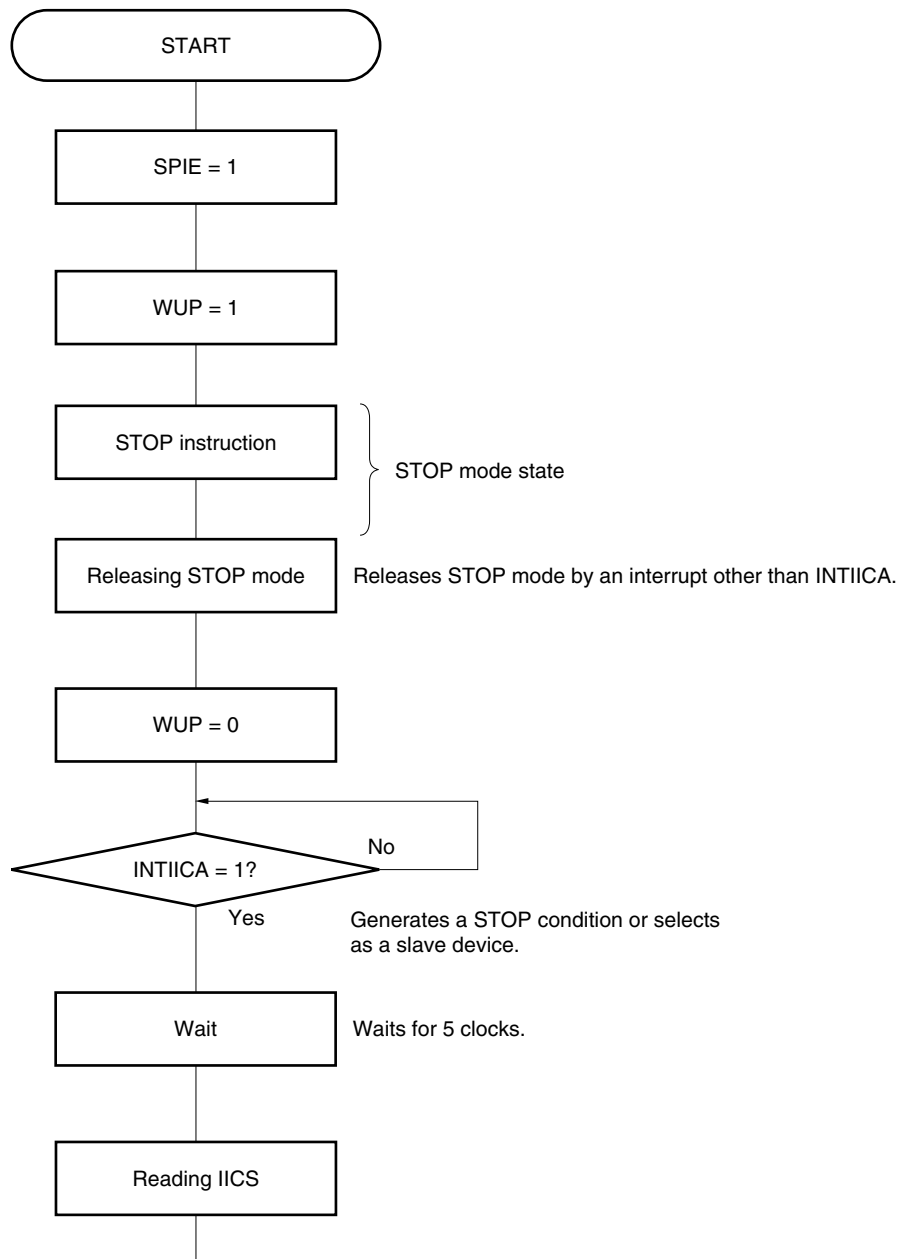 START
SPIE = 1
WUP = 1
STOP instruction
STOP mode state
Releasing STOP mode
Releases STOP mode by an interrupt other than INTIICA.
WUP = 0
No
INTIICA = 1?
Yes
Generates a STOP condition or selects
as a slave device.
Wait
Waits for 5 clocks.
Reading IICS